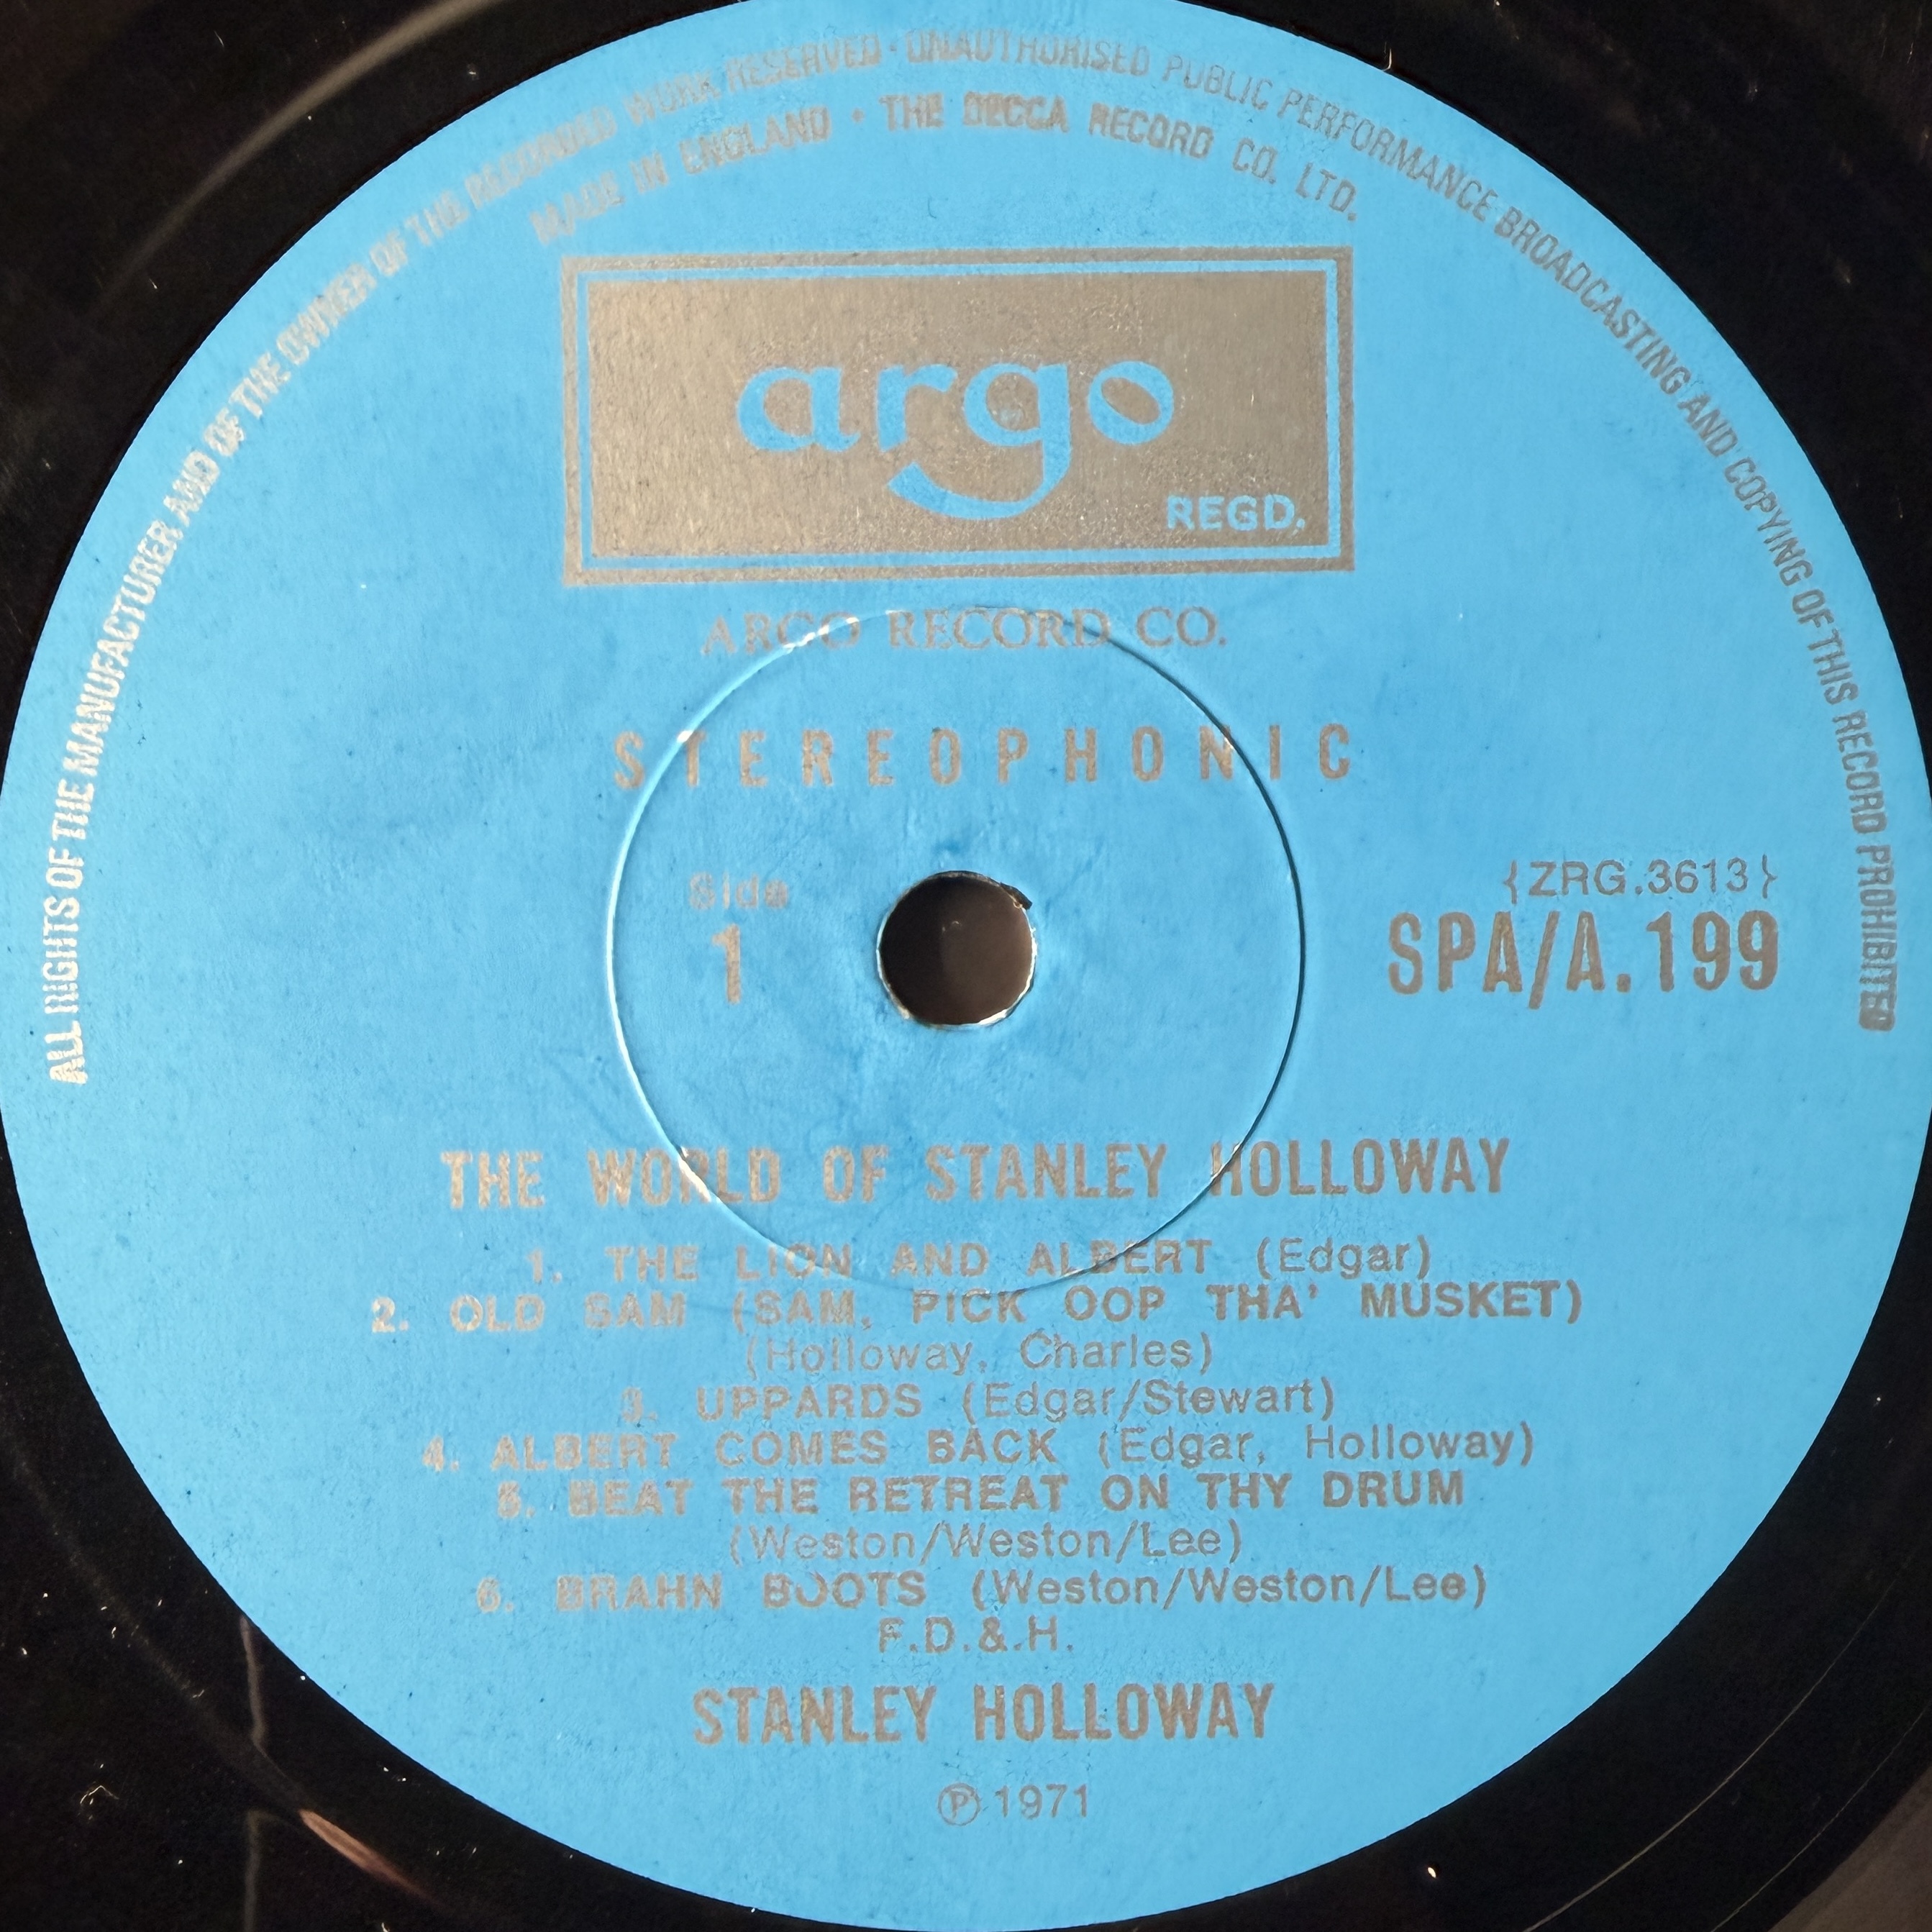 ALL RIGHTS OF THE MANUFACTURER AND OF THE OWNER OF THE RECORDED WORK RESERVED · UNAUTHORISED PUBLIC PERFORMANCE BROADCASTING AND COPYING OF THIS RECORD PROHIBITED
MADE IN ENGLAND · THE DECCA RECORD CO. LTD.
argo
REGD.
ARGO RECORD CO.
STEREOPHONIC
Side
1
{ZRG.3613}
SPA/A.199
THE WORLD OF STANLEY HOLLOWAY
1. THE LION AND ALBERT (Edgar)
2. OLD SAM (SAM, PICK OOP THA' MUSKET)
(Holloway, Charles)
3. UPPARDS (Edgar/Stewart)
4. ALBERT COMES BACK (Edgar, Holloway)
5. BEAT THE RETREAT ON THY DRUM
(Weston/Weston/Lee)
6. BRAHN BOOTS (Weston/Weston/Lee)
F.D.&.H.
STANLEY HOLLOWAY
Ⓟ 1971